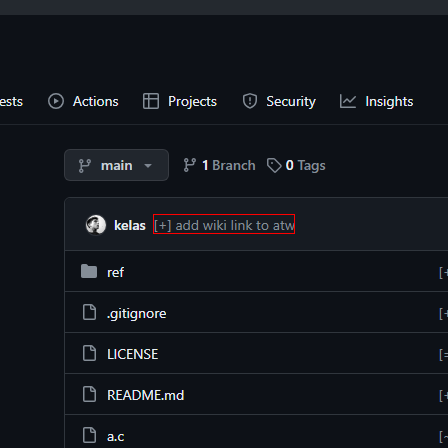 ests Actions Projects Security Insights
main 1 Branch 0 Tags
kelas [+] add wiki link to atw
ref [+
.gitignore [+
LICENSE [=
README.md [+
a.c [-